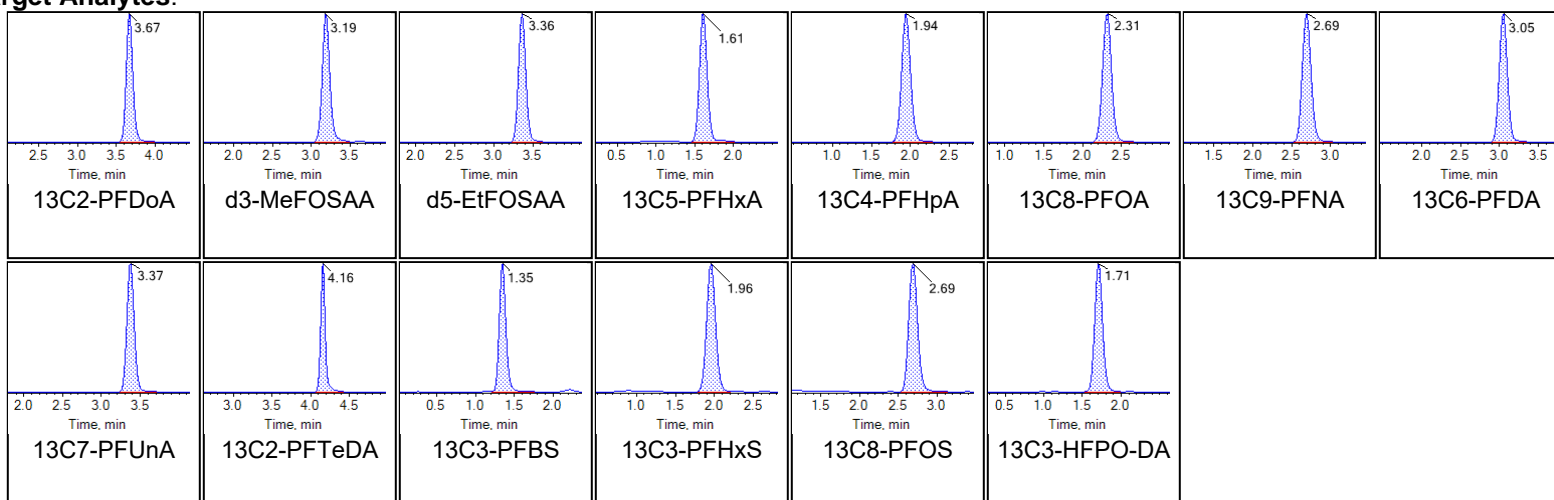 rget Analytes:
3.67 3.19 3.36 1.61 1.94 2.31 2.69 3.05
2.5 3.0 3.5 4.0 2.0 2.5 3.0 3.5 2.0 2.5 3.0 3.5 0.5 1.0 1.5 2.0 1.0 1.5 2.0 2.5 1.0 1.5 2.0 2.5 1.5 2.0 2.5 3.0 2.0 2.5 3.0 3.5
Time, min Time, min Time, min Time, min Time, min Time, min Time, min Time, min
13C2-PFDoA d3-MeFOSAA d5-EtFOSAA 13C5-PFHxA 13C4-PFHpA 13C8-PFOA 13C9-PFNA 13C6-PFDA
3.37 4.16 1.35 1.96 2.69 1.71
2.0 2.5 3.0 3.5 3.0 3.5 4.0 4.5 0.5 1.0 1.5 2.0 1.0 1.5 2.0 2.5 1.5 2.0 2.5 3.0 0.5 1.0 1.5 2.0
Time, min Time, min Time, min Time, min Time, min Time, min
13C7-PFUnA 13C2-PFTeDA 13C3-PFBS 13C3-PFHxS 13C8-PFOS 13C3-HFPO-DA